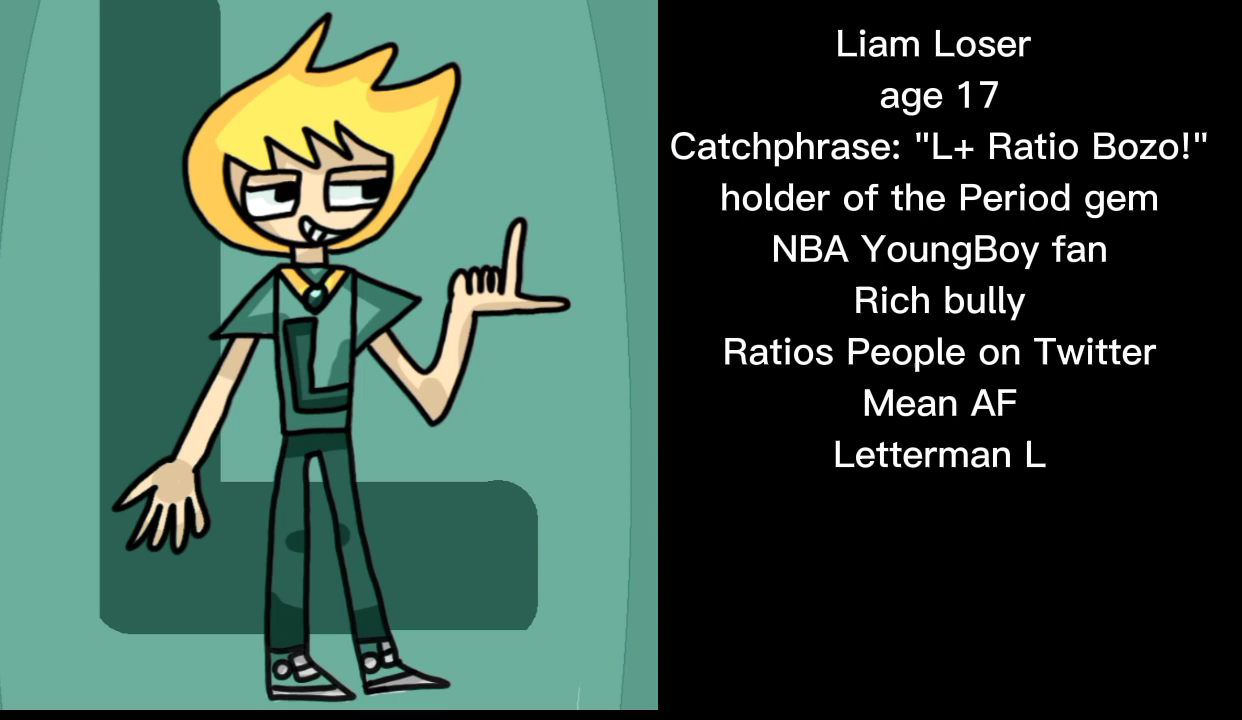 L
L
Liam Loser
age 17
Catchphrase: "L+ Ratio Bozo!"
holder of the Period gem
NBA YoungBoy fan
Rich bully
Ratios People on Twitter
Mean AF
Letterman L